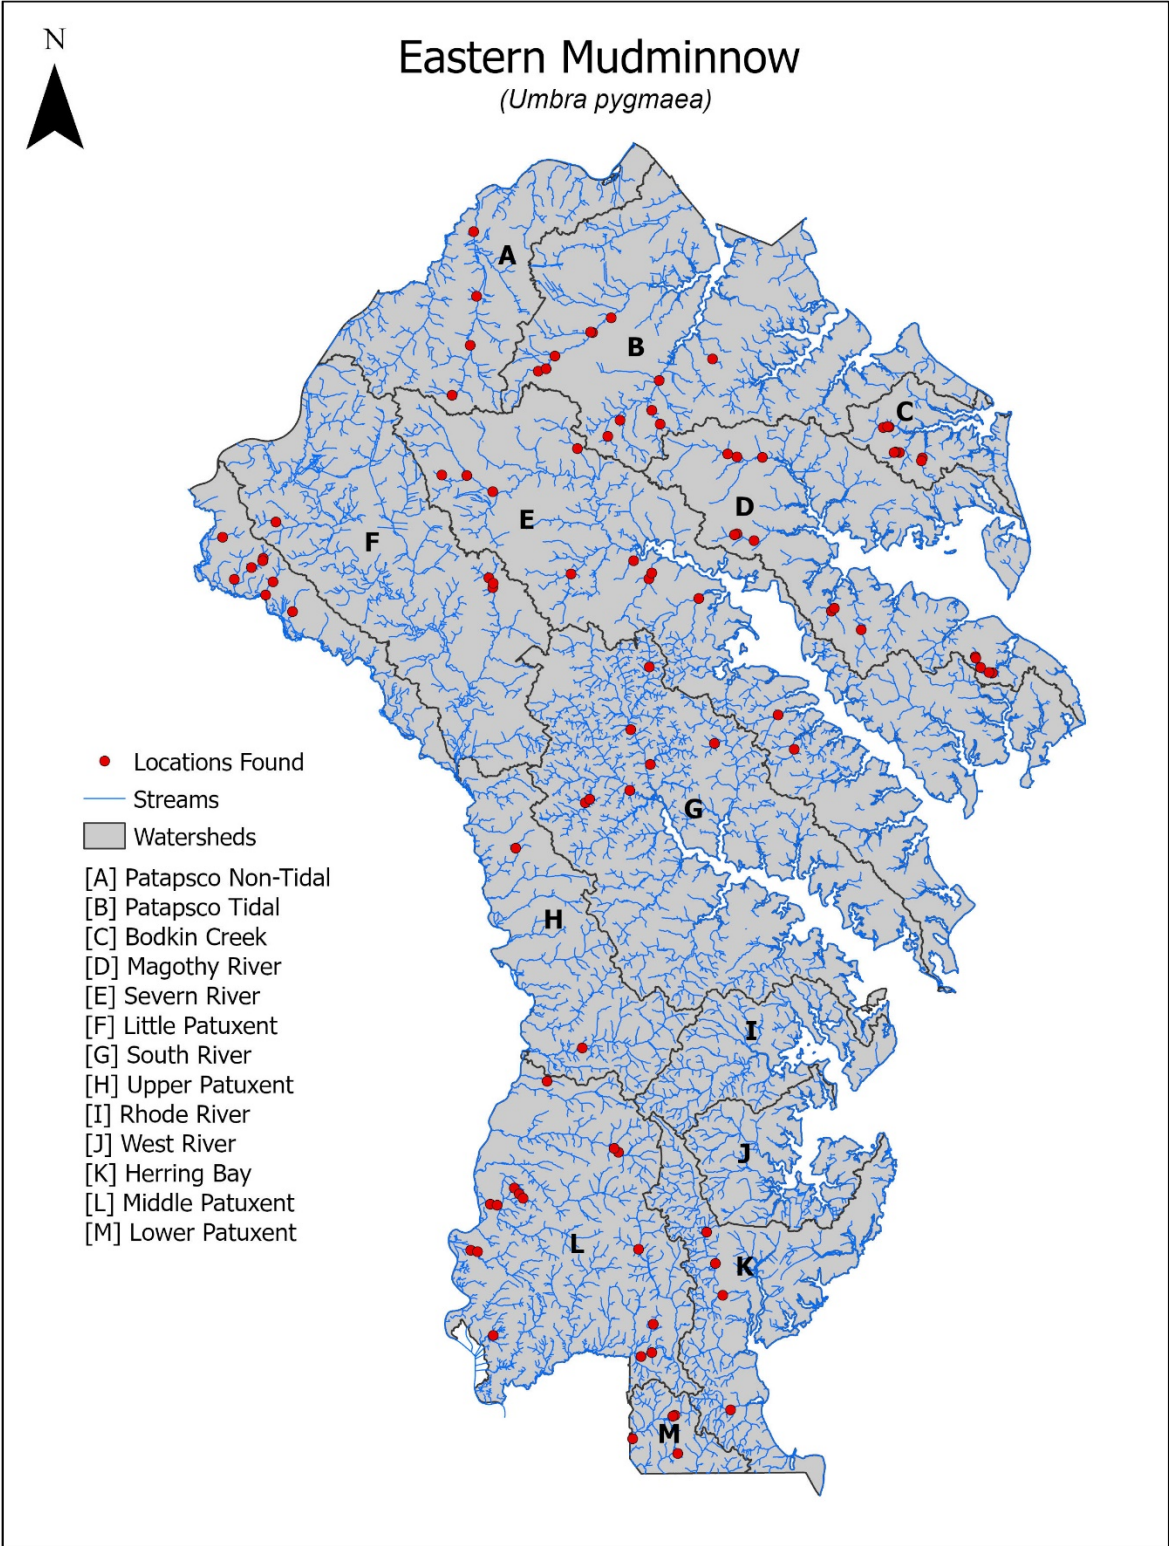 N
Eastern Mudminnow
(Umbra pygmaea)
A
B
C
D
E
F
G
H
I
J
K
L
M
Locations Found
Streams
Watersheds
[A] Patapsco Non-Tidal
[B] Patapsco Tidal
[C] Bodkin Creek
[D] Magothy River
[E] Severn River
[F] Little Patuxent
[G] South River
[H] Upper Patuxent
[I] Rhode River
[J] West River
[K] Herring Bay
[L] Middle Patuxent
[M] Lower Patuxent